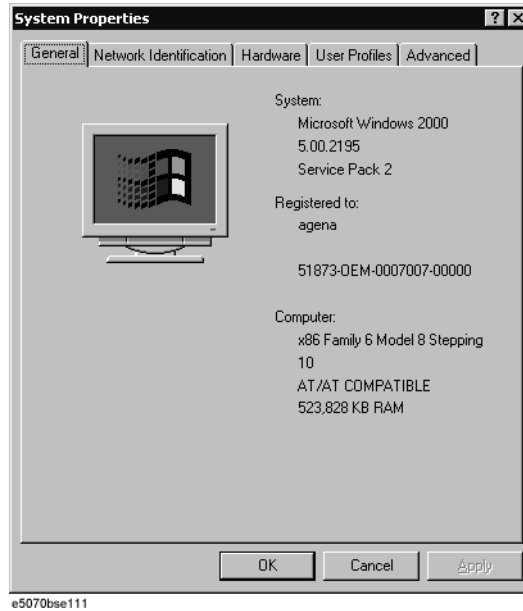 System Properties
General Network Identification Hardware User Profiles Advanced
System:
Microsoft Windows 2000
5.00.2195
Service Pack 2
Registered to:
agena
51873-OEM-0007007-00000
Computer:
x86 Family 6 Model 8 Stepping
10
AT/AT COMPATIBLE
523,828 KB RAM
OK Cancel Apply
e5070bse111